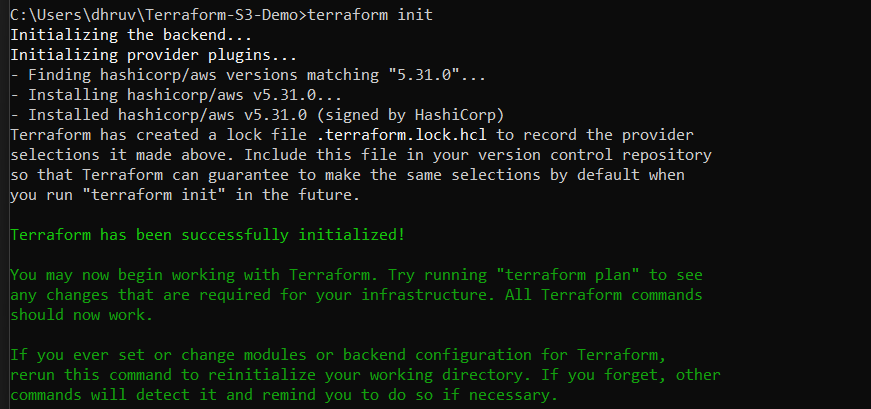 C:\Users\dhruv\Terraform-S3-Demo>terraform init
Initializing the backend...
Initializing provider plugins...
- Finding hashicorp/aws versions matching "5.31.0"...
- Installing hashicorp/aws v5.31.0...
- Installed hashicorp/aws v5.31.0 (signed by HashiCorp)
Terraform has created a lock file .terraform.lock.hcl to record the provider
selections it made above. Include this file in your version control repository
so that Terraform can guarantee to make the same selections by default when
you run "terraform init" in the future.
Terraform has been successfully initialized!
You may now begin working with Terraform. Try running "terraform plan" to see
any changes that are required for your infrastructure. All Terraform commands
should now work.
If you ever set or change modules or backend configuration for Terraform,
rerun this command to reinitialize your working directory. If you forget, other
commands will detect it and remind you to do so if necessary.